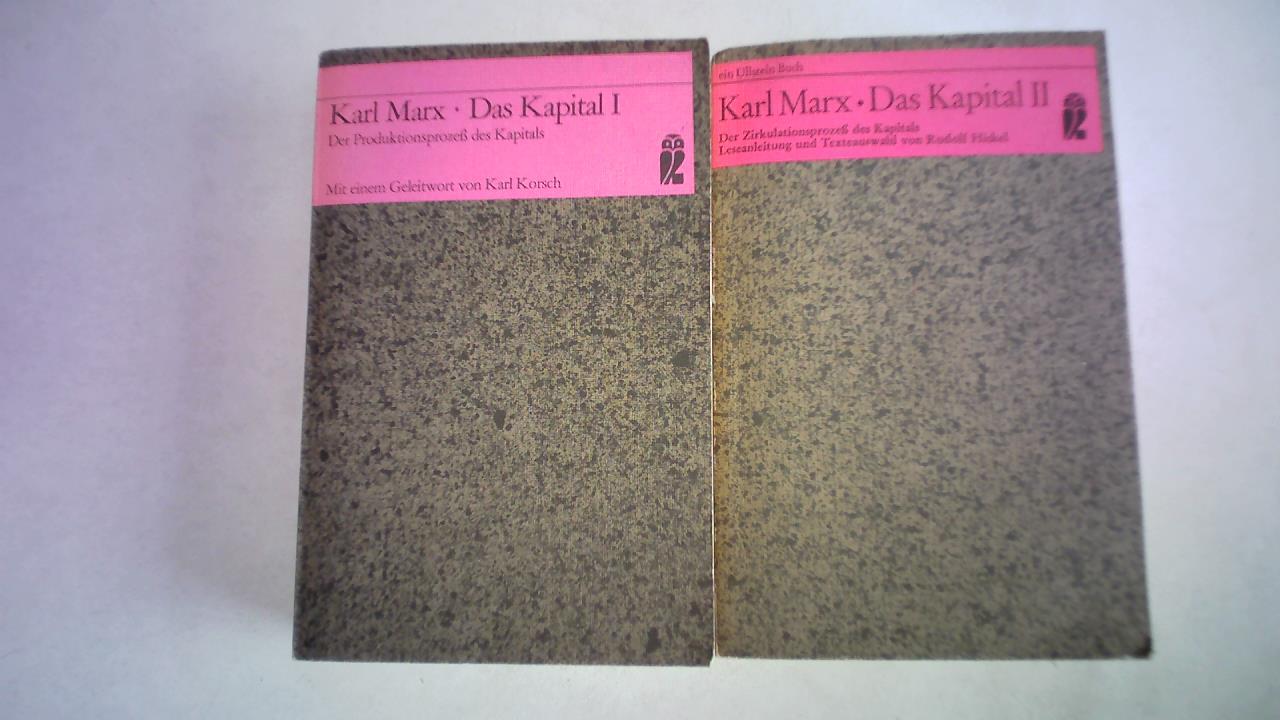 Karl Marx · Das Kapital I
Der Produktionsprozeß des Kapitals
Mit einem Geleitwort von Karl Korsch
ein Ullstein Buch
Karl Marx · Das Kapital II
Der Zirkulationsprozeß des Kapitals
Leseanleitung und Textauswahl von Rudolf Hickel